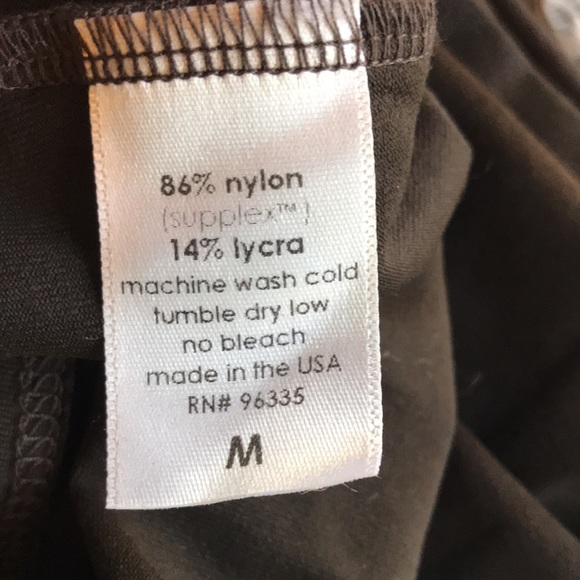 86% nylon
(supplex™)
14% lycra
machine wash cold
tumble dry low
no bleach
made in the USA
RN# 96335
M